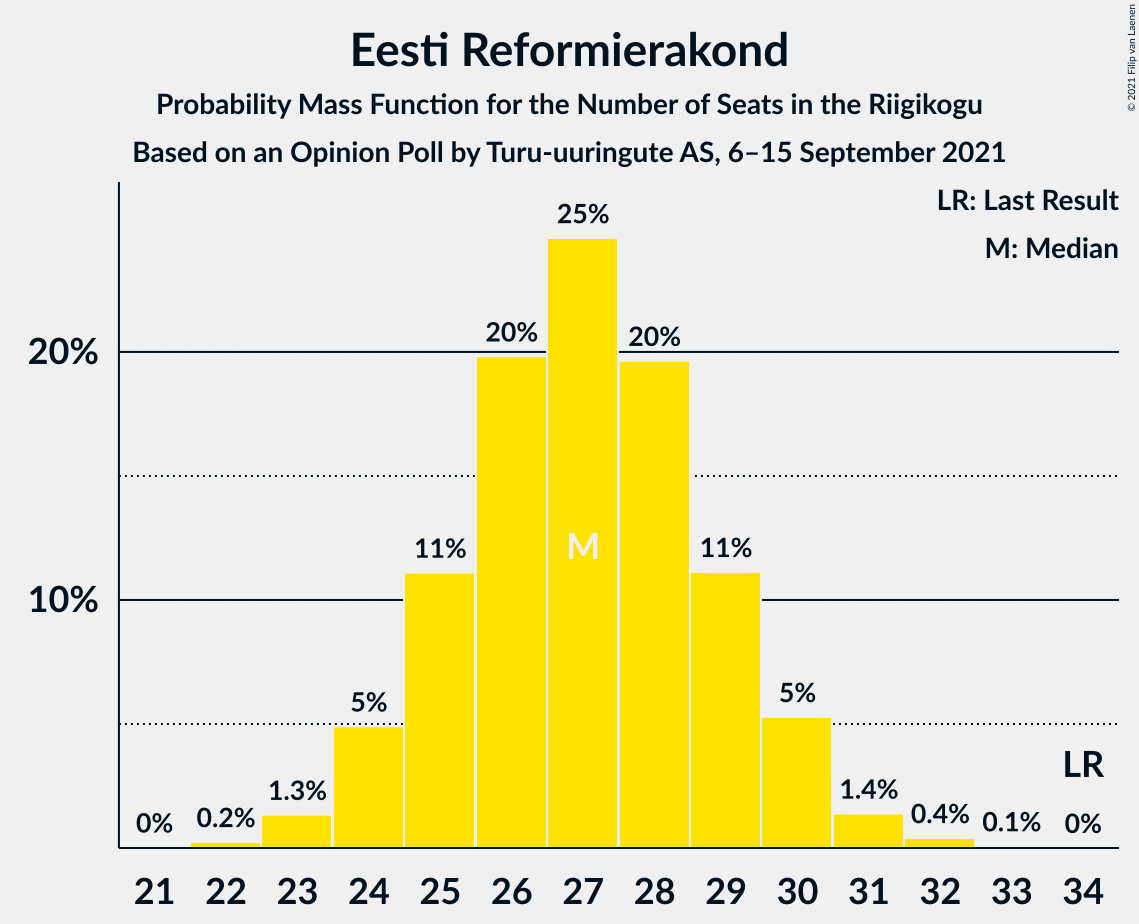 Eesti Reformierakond
Probability Mass Function for the Number of Seats in the Riigikogu
Based on an Opinion Poll by Turu-uuringute AS, 6–15 September 2021
© 2021 Filip van Laenen
LR: Last Result
M: Median
20%
10%
0%
0.2%
1.3%
5%
11%
20%
25%
20%
11%
5%
1.4%
0.4%
0.1%
0%
M
LR
21 22 23 24 25 26 27 28 29 30 31 32 33 34